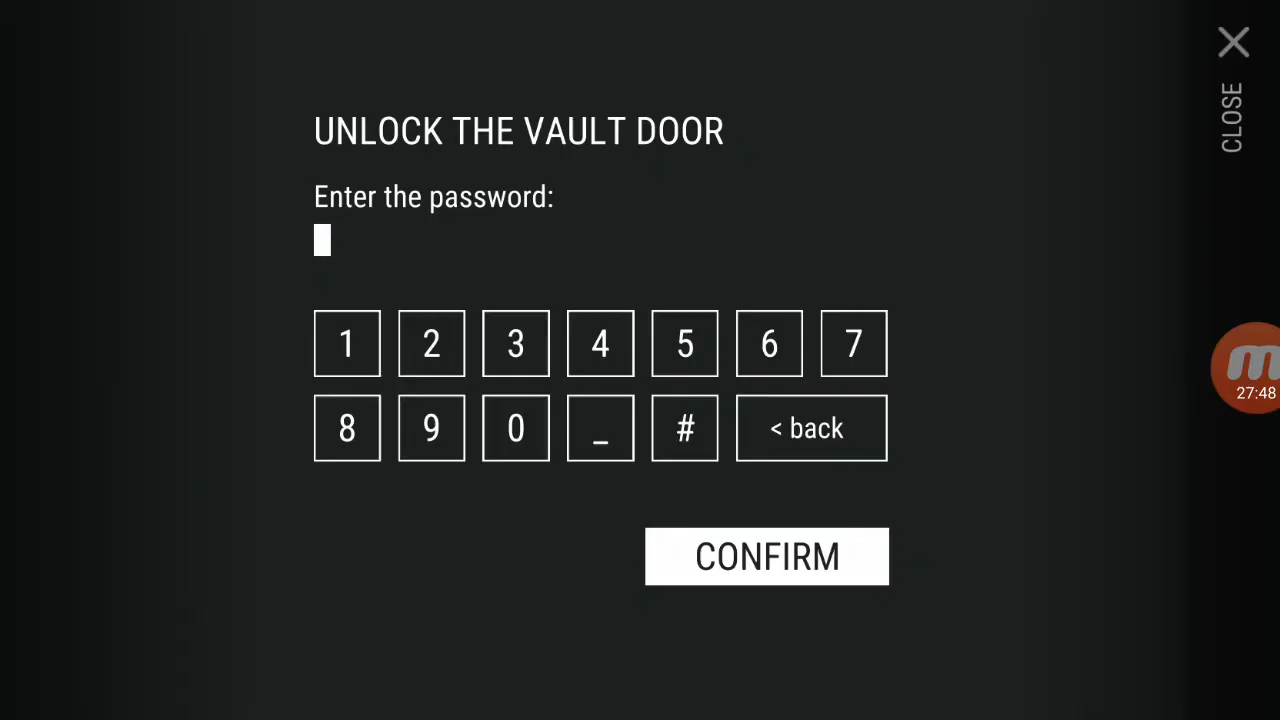 UNLOCK THE VAULT DOOR
Enter the password:
1 2 3 4 5 6 7
8 9 0 _ # < back
CONFIRM
CLOSE
27:48